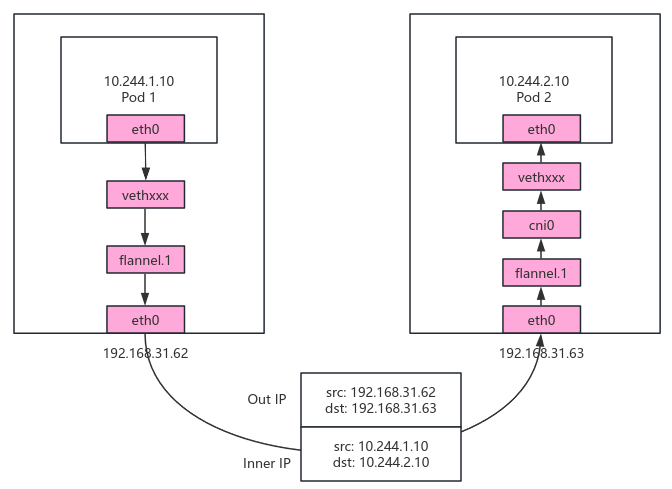 10.244.1.10
Pod 1
eth0
vethxxx
flannel.1
eth0
192.168.31.62
10.244.2.10
Pod 2
eth0
vethxxx
cni0
flannel.1
eth0
192.168.31.63
Out IP
src: 192.168.31.62
dst: 192.168.31.63
Inner IP
src: 10.244.1.10
dst: 10.244.2.10